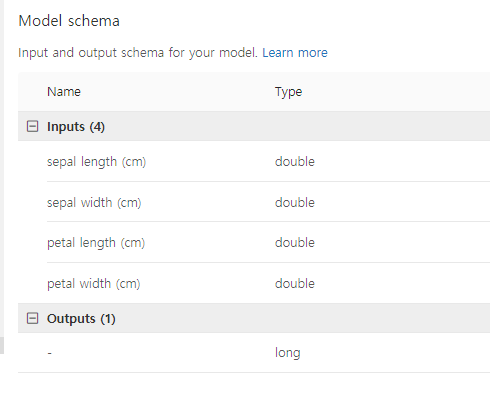 Model schema
Input and output schema for your model. Learn more
Name Type
Inputs (4)
sepal length (cm) double
sepal width (cm) double
petal length (cm) double
petal width (cm) double
Outputs (1)
- long